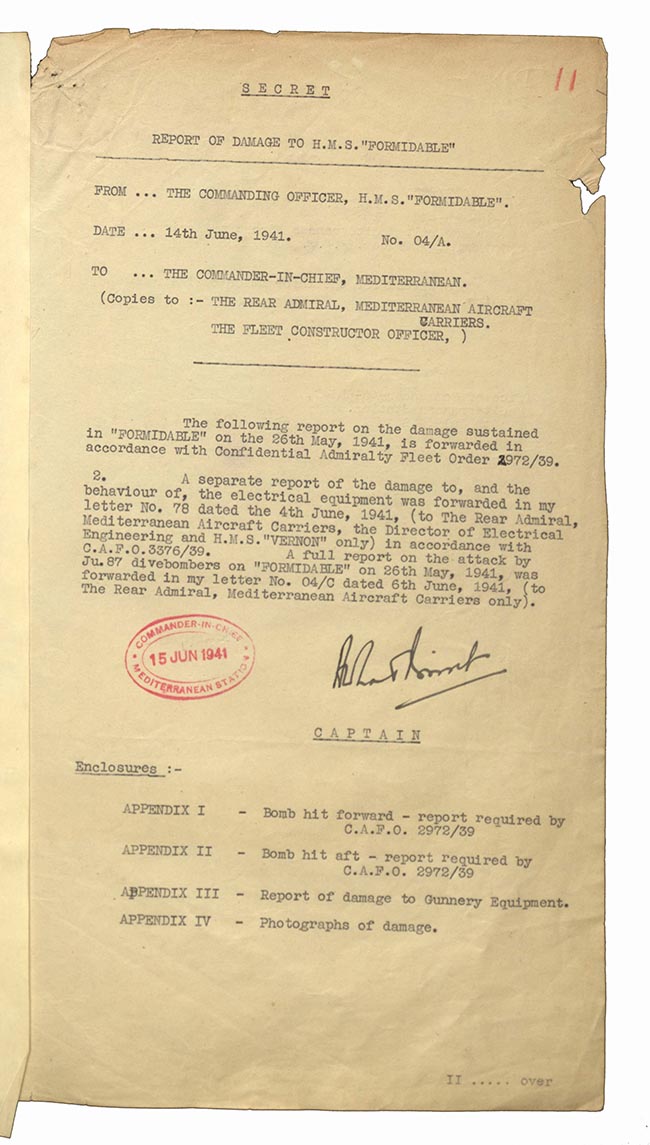 SECRET
11
REPORT OF DAMAGE TO H.M.S."FORMIDABLE"
FROM ... THE COMMANDING OFFICER, H.M.S."FORMIDABLE".
DATE ... 14th June, 1941. No. 04/A.
TO ... THE COMMANDER-IN-CHIEF, MEDITERRANEAN.
(Copies to :- THE REAR ADMIRAL, MEDITERRANEAN AIRCRAFT
CARRIERS.
THE FLEET CONSTRUCTOR OFFICER, )
The following report on the damage sustained
in "FORMIDABLE" on the 26th May, 1941, is forwarded in
accordance with Confidential Admiralty Fleet Order 2972/39.
2. A separate report of the damage to, and the
behaviour of, the electrical equipment was forwarded in my
letter No. 78 dated the 4th June, 1941, (to The Rear Admiral,
Mediterranean Aircraft Carriers, the Director of Electrical
Engineering and H.M.S."VERNON" only) in accordance with
C.A.F.O.3376/39. A full report on the attack by
Ju.87 divebombers on "FORMIDABLE" on 26th May, 1941, was
forwarded in my letter No. 04/C dated 6th June, 1941, (to
The Rear Admiral, Mediterranean Aircraft Carriers only).
COMMANDER-IN-CHIEF
15 JUN 1941
MEDITERRANEAN STATION
CAPTAIN
Enclosures :-
APPENDIX I - Bomb hit forward - report required by
C.A.F.O. 2972/39
APPENDIX II - Bomb hit aft - report required by
C.A.F.O. 2972/39
APPENDIX III - Report of damage to Gunnery Equipment.
APPENDIX IV - Photographs of damage.
II ..... over